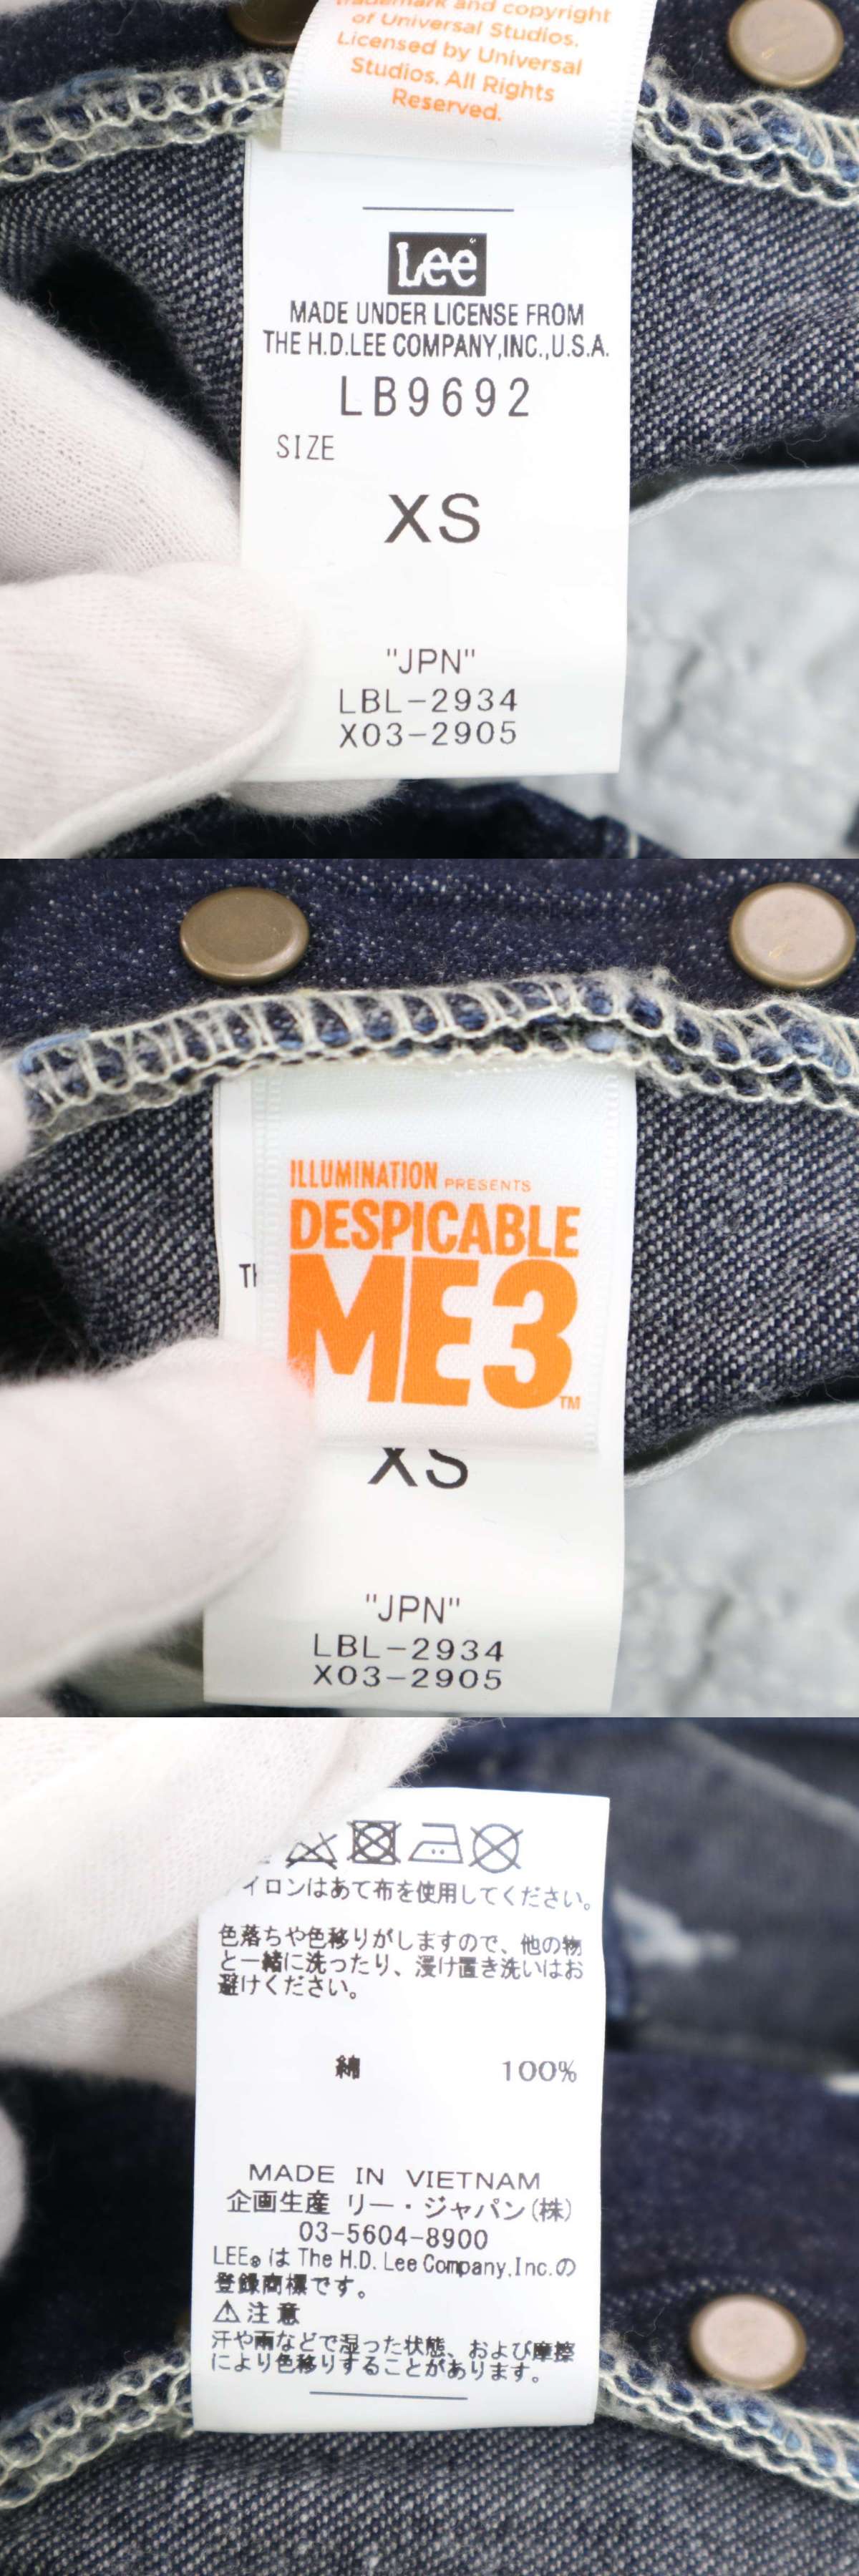 trademark and copyright
of Universal Studios.
Licensed by Universal
Studios. All Rights
Reserved.
Lee
MADE UNDER LICENSE FROM
THE H.D.LEE COMPANY,INC.,U.S.A.
LB9692
SIZE
XS
"JPN"
LBL-2934
X03-2905
ILLUMINATION PRESENTS
DESPICABLE
ME3™
TH
XS
"JPN"
LBL-2934
X03-2905
イロンはあて布を使用してください。
色落ちや色移りがしますので、他の物
と一緒に洗ったり、浸け置き洗いはお
避けください。
綿 100%
MADE IN VIETNAM
企画生産 リー・ジャパン(株)
03-5604-8900
LEE® は The H.D. Lee Company,Inc.の
登録商標です。
⚠注意
汗や雨などで湿った状態、および摩擦
により色移りすることがあります。